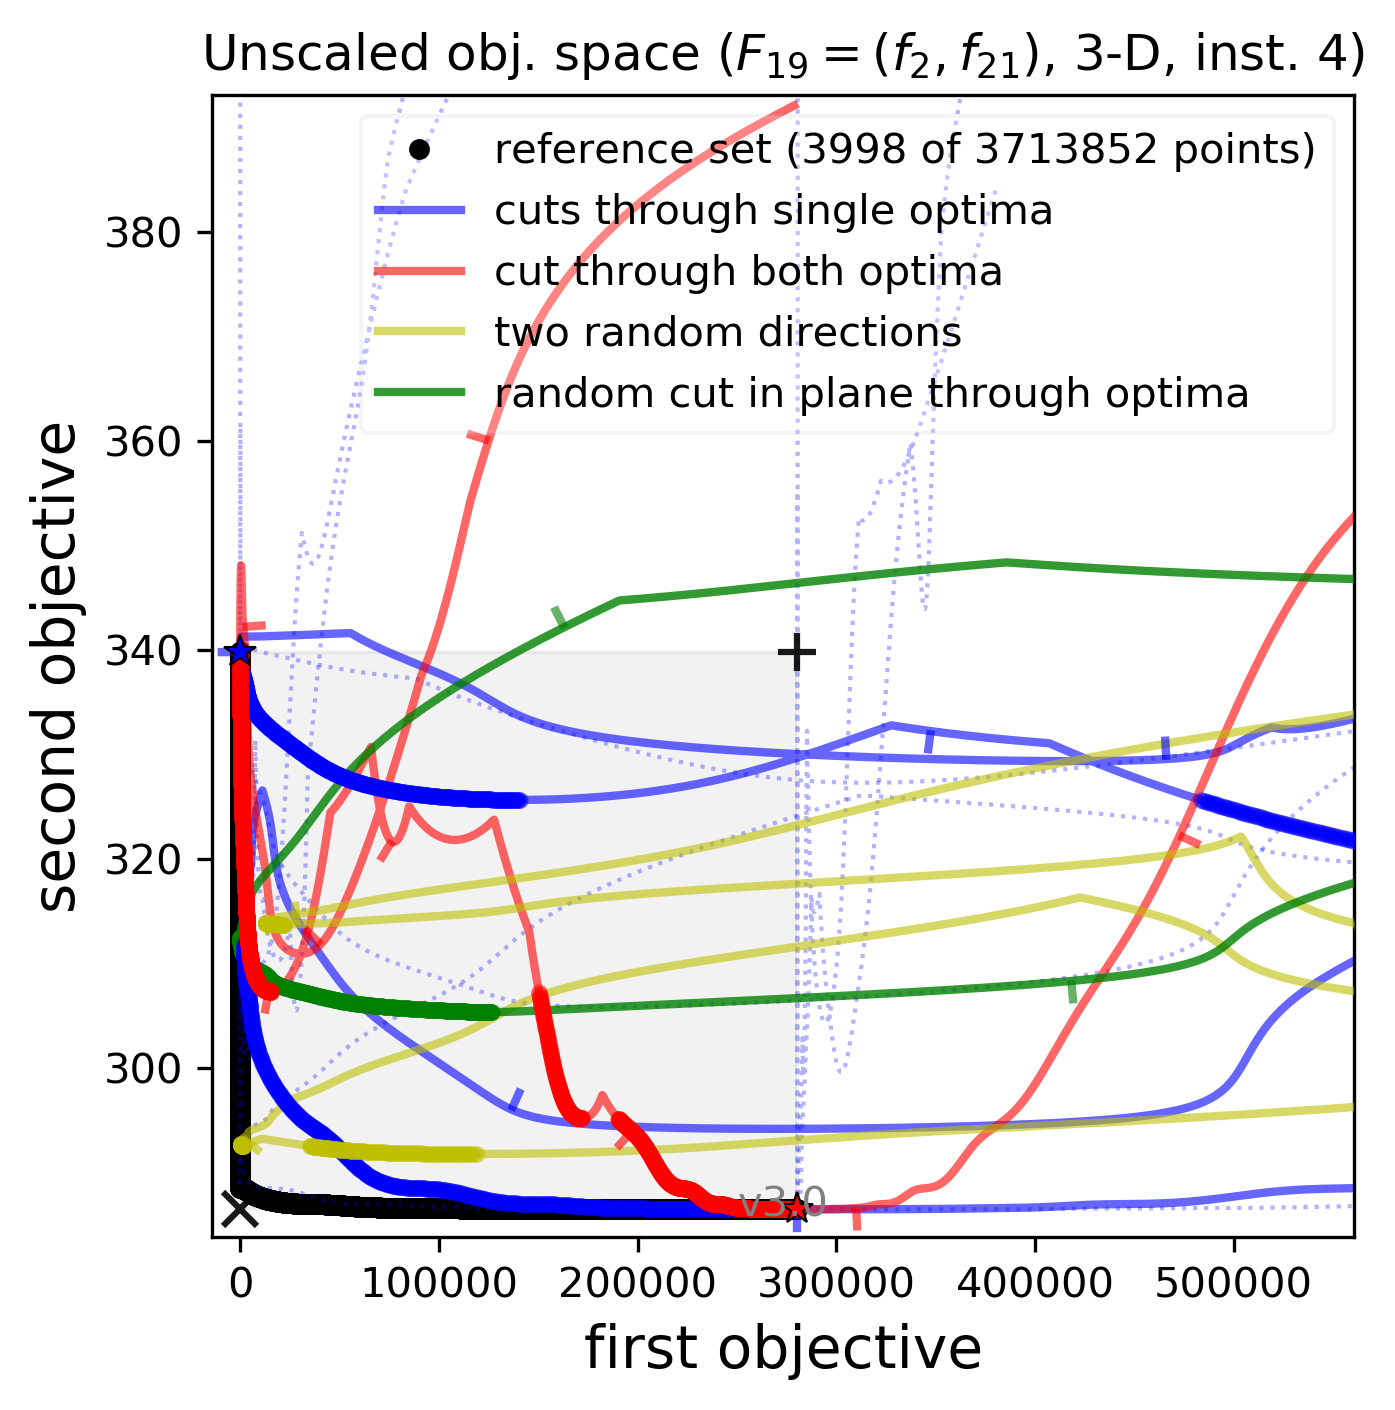 Unscaled obj. space (F₁₉ = (f₂, f₂₁), 3-D, inst. 4)
reference set (3998 of 3713852 points)
cuts through single optima
cut through both optima
two random directions
random cut in plane through optima
380
360
340
320
300
second objective
v3.0
0 100000 200000 300000 400000 500000
first objective